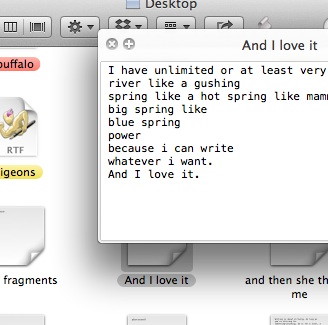 Desktop
And I love it
I have unlimited or at least very
river like a gushing
spring like a hot spring like
big spring like
blue spring
power
because i can write
whatever i want.
And I love it.
buffalo
RTF
igeons
fragments
And I love it
and then she th
me